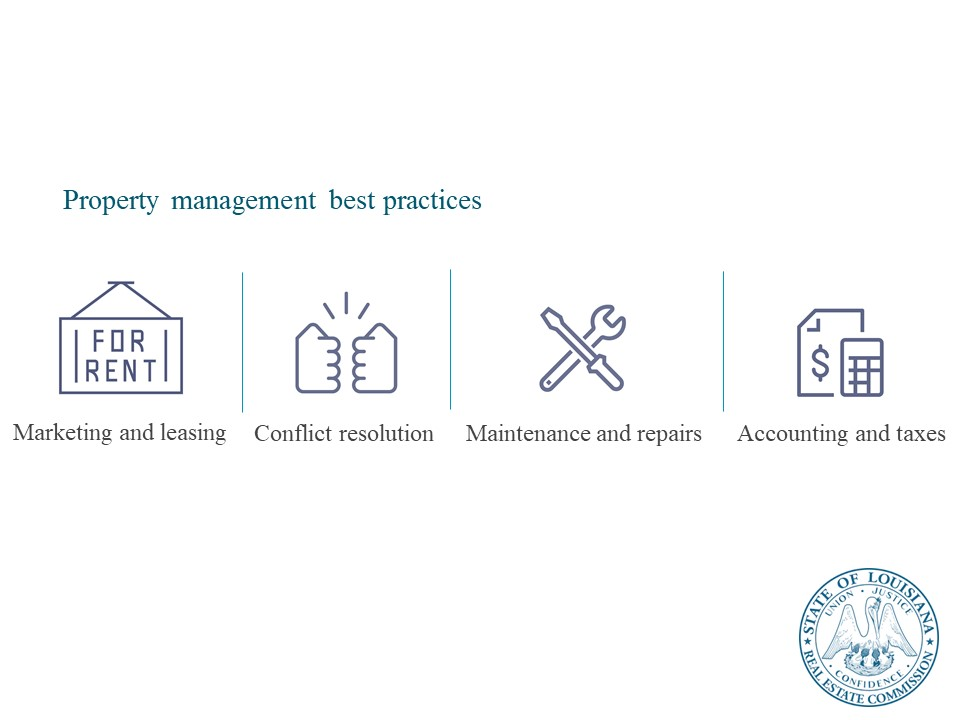 Property management best practices
FOR
RENT
Marketing and leasing
Conflict resolution
Maintenance and repairs
$
Accounting and taxes
STATE OF LOUISIANA
UNION · JUSTICE
· CONFIDENCE ·
REAL ESTATE COMMISSION